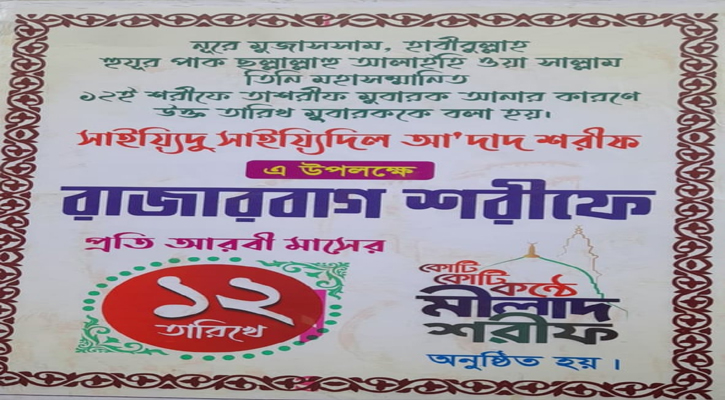 নূরে মুজাসসাম, হাবীবুল্লাহ
হুযূর পাক ছল্লাল্লাহু আলাইহি ওয়া সাল্লাম
তিনি মহাসম্মানিত
১২ই শরীফে তাশরীফ মুবারক আনার কারণে
উক্ত তারিখ মুবারককে বলা হয়।
সাইয়্যিদু সাইয়্যিদিল আ'দাদ শরীফ
এ উপলক্ষে
রাজারবাগ শরীফে
প্রতি আরবী মাসের
১২
তারিখে
কোটি
কোটি কন্ঠে
মীলাদ
শরীফ
অনুষ্ঠিত হয়।